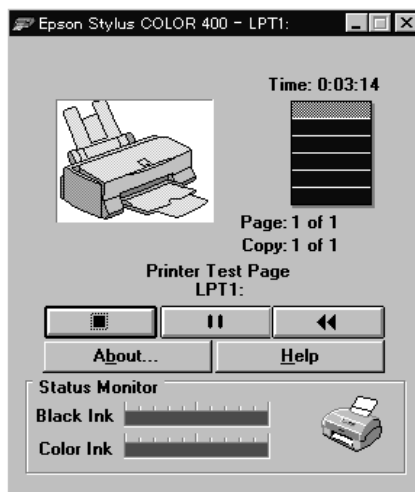 Epson Stylus COLOR 400 - LPT1:
Time: 0:03:14
Page: 1 of 1
Copy: 1 of 1
Printer Test Page
LPT1:
About...
Help
Status Monitor
Black Ink
Color Ink